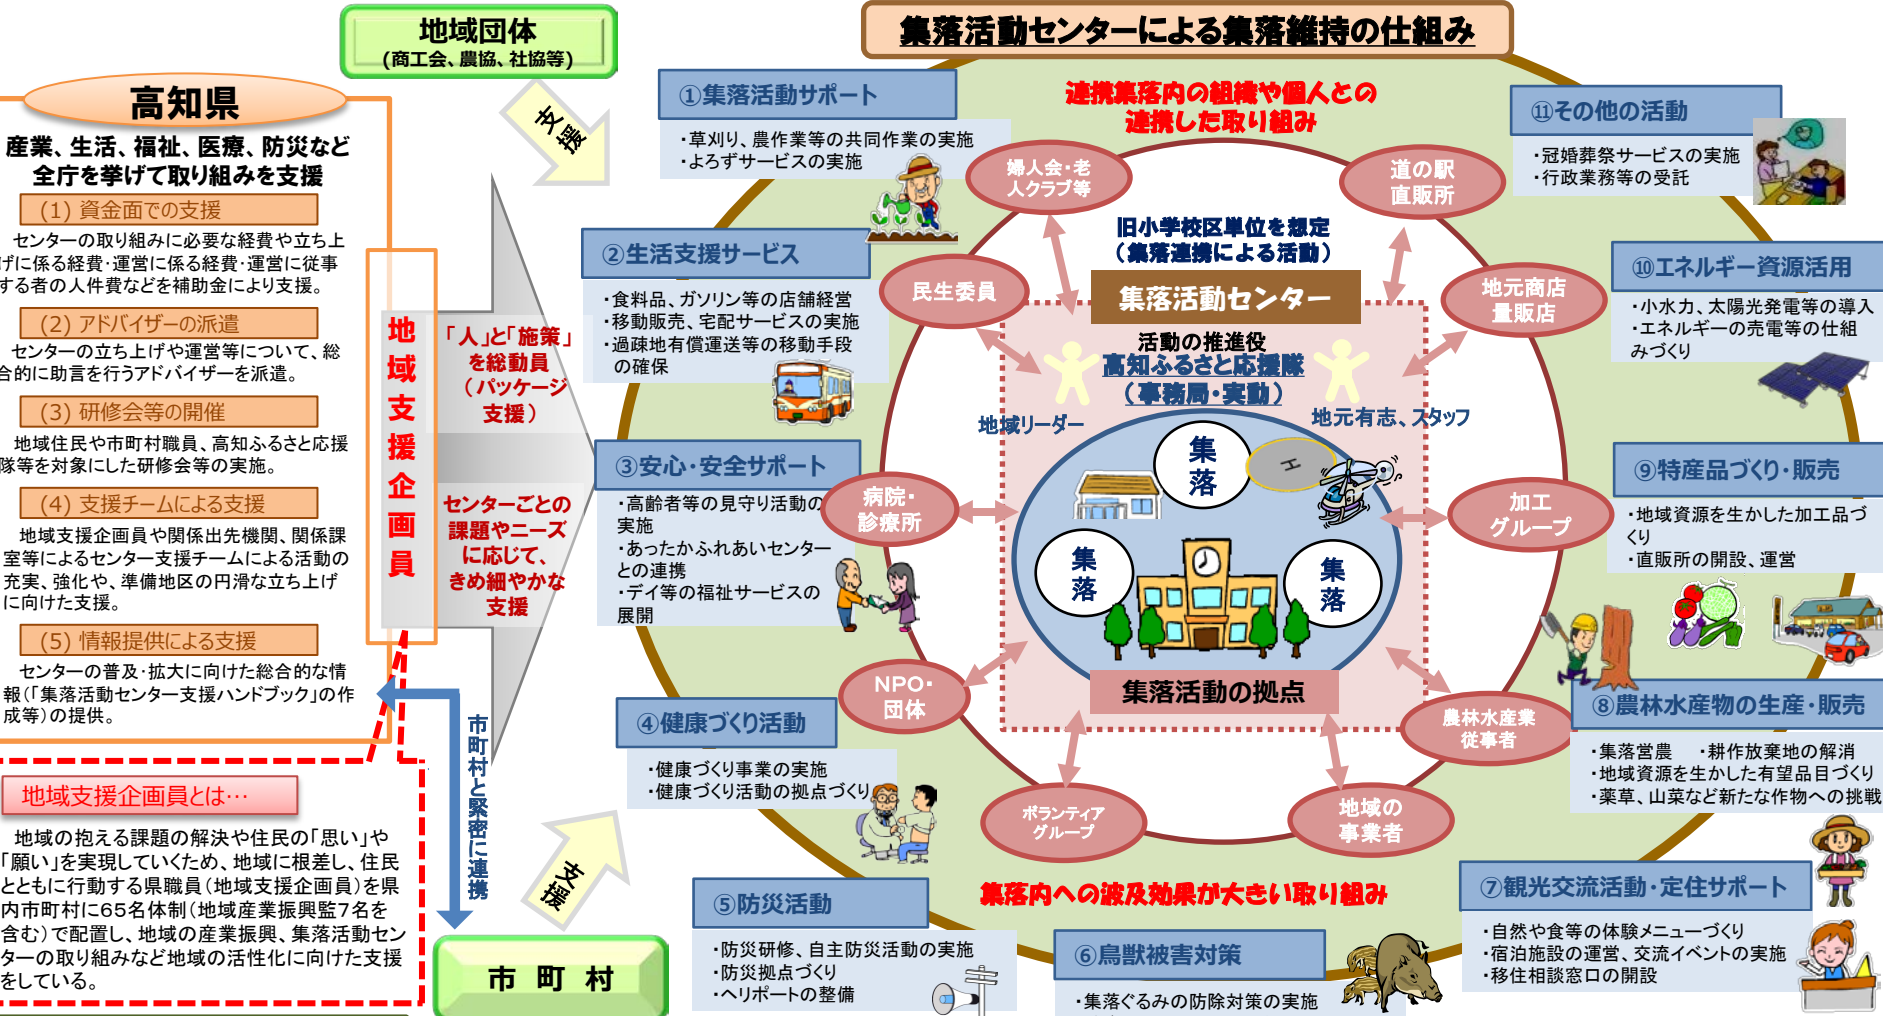 集落活動センターによる集落維持の仕組み
地域団体
(商工会、農協、社協等)
支援
高知県
産業、生活、福祉、医療、防災など
全庁を挙げて取り組みを支援
(1) 資金面での支援
センターの取り組みに必要な経費や立ち上
げに係る経費・運営に係る経費・運営に従事
する者の人件費などを補助金により支援。
(2) アドバイザーの派遣
センターの立ち上げや運営等について、総
合的に助言を行うアドバイザーを派遣。
(3) 研修会等の開催
地域住民や市町村職員、高知ふるさと応援
隊等を対象にした研修会等の実施。
(4) 支援チームによる支援
地域支援企画員や関係出先機関、関係課
室等によるセンター支援チームによる活動の
充実、強化や、準備地区の円滑な立ち上げ
に向けた支援。
(5) 情報提供による支援
センターの普及・拡大に向けた総合的な情
報(「集落活動センター支援ハンドブック」の作
成等)の提供。
地域支援企画員
「人」と「施策」
を総動員
（パッケージ
支援）
センターごとの
課題やニーズ
に応じて、
きめ細やかな
支援
市町村と緊密に連携
地域支援企画員とは…
地域の抱える課題の解決や住民の「思い」や
「願い」を実現していくため、地域に根差し、住民
とともに行動する県職員(地域支援企画員)を県
内市町村に65名体制(地域産業振興監7名を
含む)で配置し、地域の産業振興、集落活動セン
ターの取り組みなど地域の活性化に向けた支援
をしている。
市 町 村
支援
①集落活動サポート
・草刈り、農作業等の共同作業の実施
・よろずサービスの実施
②生活支援サービス
・食料品、ガソリン等の店舗経営
・移動販売、宅配サービスの実施
・過疎地有償運送等の移動手段
の確保
③安心・安全サポート
・高齢者等の見守り活動の
実施
・あったかふれあいセンター
との連携
・デイ等の福祉サービスの
展開
④健康づくり活動
・健康づくり事業の実施
・健康づくり活動の拠点づくり
⑤防災活動
・防災研修、自主防災活動の実施
・防災拠点づくり
・ヘリポートの整備
⑥鳥獣被害対策
・集落ぐるみの防除対策の実施
⑦観光交流活動・定住サポート
・自然や食等の体験メニューづくり
・宿泊施設の運営、交流イベントの実施
・移住相談窓口の開設
⑧農林水産物の生産・販売
・集落営農　・耕作放棄地の解消
・地域資源を生かした有望品目づくり
・薬草、山菜など新たな作物への挑戦
⑨特産品づくり・販売
・地域資源を生かした加工品づ
くり
・直販所の開設、運営
⑩エネルギー資源活用
・小水力、太陽光発電等の導入
・エネルギーの売電等の仕組
みづくり
⑪その他の活動
・冠婚葬祭サービスの実施
・行政業務等の受託
連携集落内の組織や個人との
連携した取り組み
婦人会・老
人クラブ等
道の駅
直販所
民生委員
地元商店
量販店
病院・
診療所
加工
グループ
NPO・
団体
農林水産業
従事者
ボランティア
グループ
地域の
事業者
旧小学校区単位を想定
（集落連携による活動）
集落活動センター
活動の推進役
高知ふるさと応援隊
（事務局・実動）
地域リーダー
地元有志、スタッフ
集落
H
集落
集落
集落活動の拠点
集落内への波及効果が大きい取り組み